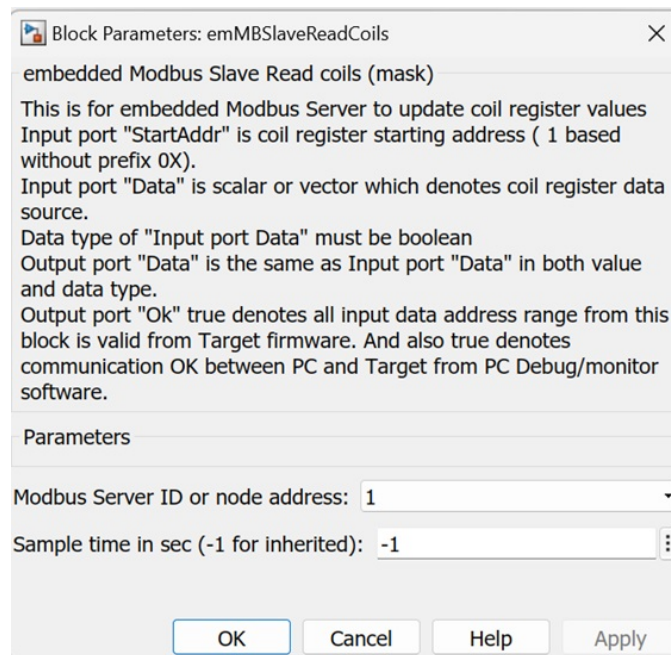 Block Parameters: emMBSlaveReadCoils
embedded Modbus Slave Read coils (mask)
This is for embedded Modbus Server to update coil register values
Input port "StartAddr" is coil register starting address ( 1 based
without prefix 0X).
Input port "Data" is scalar or vector which denotes coil register data
source.
Data type of "Input port Data" must be boolean
Output port "Data" is the same as Input port "Data" in both value
and data type.
Output port "Ok" true denotes all input data address range from this
block is valid from Target firmware. And also true denotes
communication OK between PC and Target from PC Debug/monitor
software.
Parameters
Modbus Server ID or node address: 1
Sample time in sec (-1 for inherited): -1
OK Cancel Help Apply